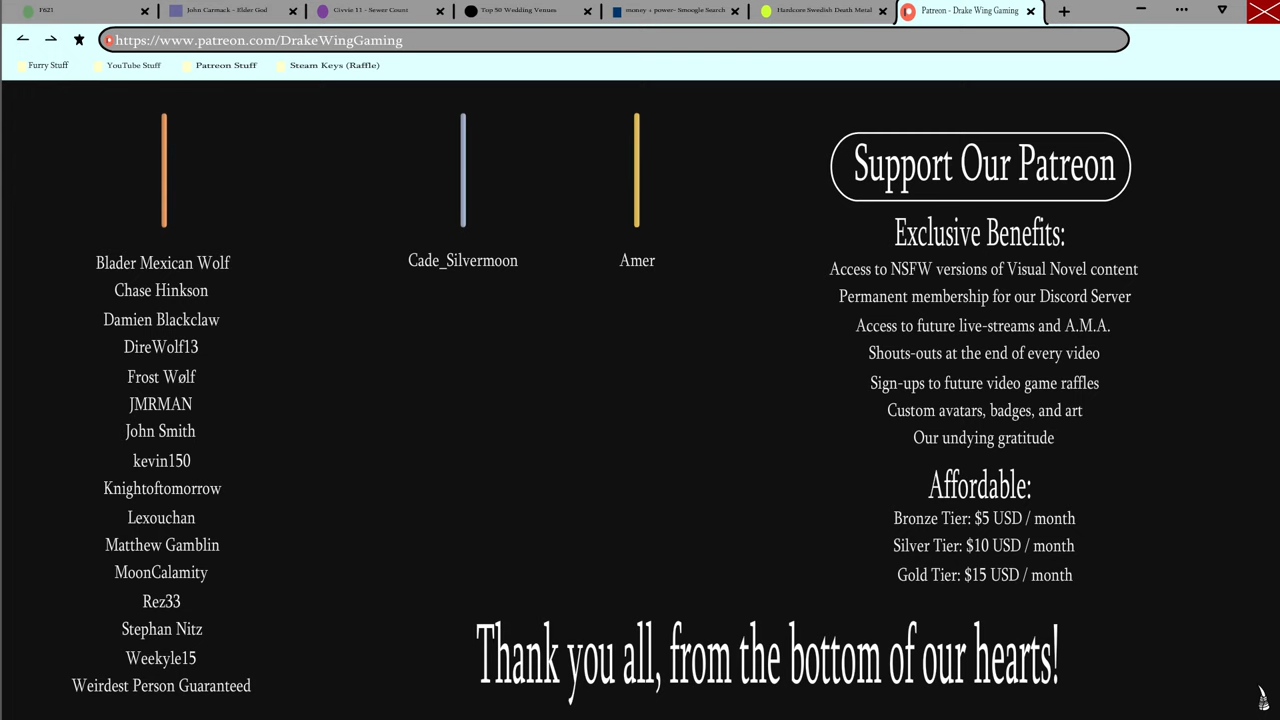 F621
John Carmack - Elder God
Civvie 11 - Sewer Count
Top 50 Wedding Venues
money + power- Smoogle Search
Hardcore Swedish Death Metal
Patreon - Drake Wing Gaming
https://www.patreon.com/DrakeWingGaming
Furry Stuff
YouTube Stuff
Patreon Stuff
Steam Keys (Raffle)
Blader Mexican Wolf
Chase Hinkson
Damien Blackclaw
DireWolf13
Frost Wølf
JMRMAN
John Smith
kevin150
Knightoftomorrow
Lexouchan
Matthew Gamblin
MoonCalamity
Rez33
Stephan Nitz
Weekyle15
Weirdest Person Guaranteed
Cade_Silvermoon
Amer
Support Our Patreon
Exclusive Benefits:
Access to NSFW versions of Visual Novel content
Permanent membership for our Discord Server
Access to future live-streams and A.M.A.
Shouts-outs at the end of every video
Sign-ups to future video game raffles
Custom avatars, badges, and art
Our undying gratitude
Affordable:
Bronze Tier: $5 USD / month
Silver Tier: $10 USD / month
Gold Tier: $15 USD / month
Thank you all, from the bottom of our hearts!